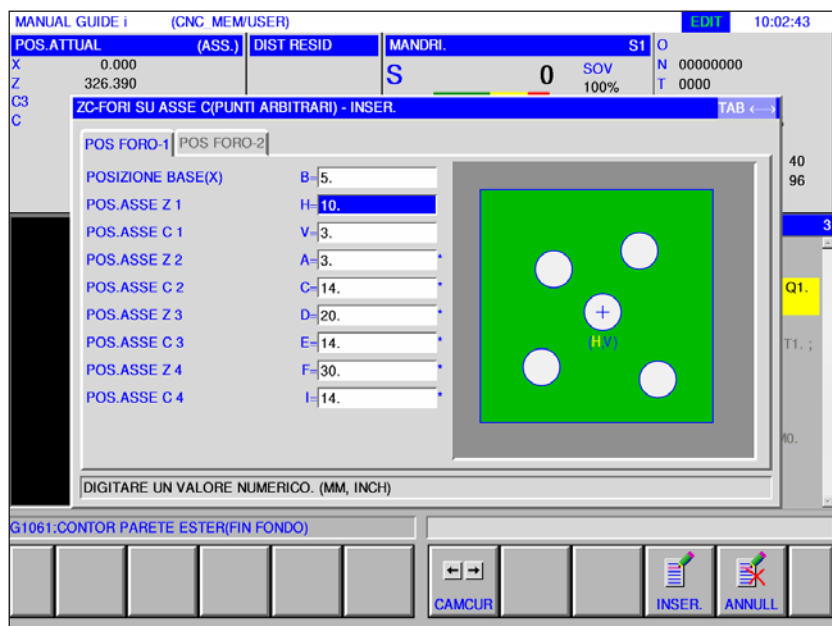 MANUAL GUIDE i (CNC_MEM/USER) EDIT 10:02:43
POS.ATTUAL (ASS.) DIST RESID MANDRI. S1 O
X 0.000 S 0 SOV N 00000000
Z 326.390 100% T 0000
C3
C
ZC-FORI SU ASSE C(PUNTI ARBITRARI) - INSER. TAB ←→
POS FORO-1 POS FORO-2
40
POSIZIONE BASE(X) B= 5. 96
POS.ASSE Z 1 H= 10.
POS.ASSE C 1 V= 3. 3
POS.ASSE Z 2 A= 3. *
POS.ASSE C 2 C= 14. * Q1.
POS.ASSE Z 3 D= 20. *
POS.ASSE C 3 E= 14. * (H,V) T1. ;
POS.ASSE Z 4 F= 30. *
POS.ASSE C 4 I= 14. *
M0.
DIGITARE UN VALORE NUMERICO. (MM, INCH)
G1061:CONTOR PARETE ESTER(FIN FONDO)
←→
CAMCUR INSER. ANNULL